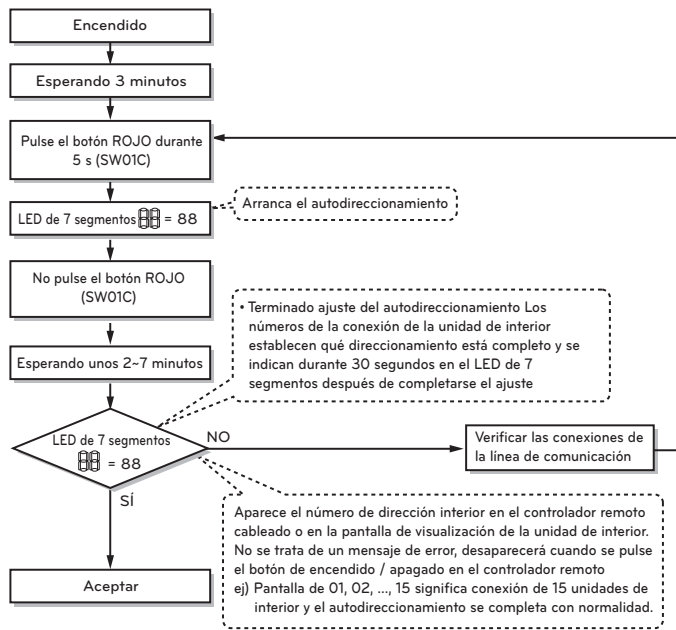 Encendido
Esperando 3 minutos
Pulse el botón ROJO durante
5 s (SW01C)
LED de 7 segmentos 88 = 88
Arranca el autodireccionamiento
No pulse el botón ROJO
(SW01C)
• Terminado ajuste del autodireccionamiento Los
números de la conexión de la unidad de interior
establecen qué direccionamiento está completo y se
indican durante 30 segundos en el LED de 7
segmentos después de completarse el ajuste
Esperando unos 2~7 minutos
LED de 7 segmentos
88 = 88
NO
SÍ
Verificar las conexiones de
la línea de comunicación
Aparece el número de dirección interior en el controlador remoto
cableado o en la pantalla de visualización de la unidad de interior.
No se trata de un mensaje de error, desaparecerá cuando se pulse
el botón de encendido / apagado en el controlador remoto
ej) Pantalla de 01, 02, ..., 15 significa conexión de 15 unidades de
interior y el autodireccionamiento se completa con normalidad.
Aceptar